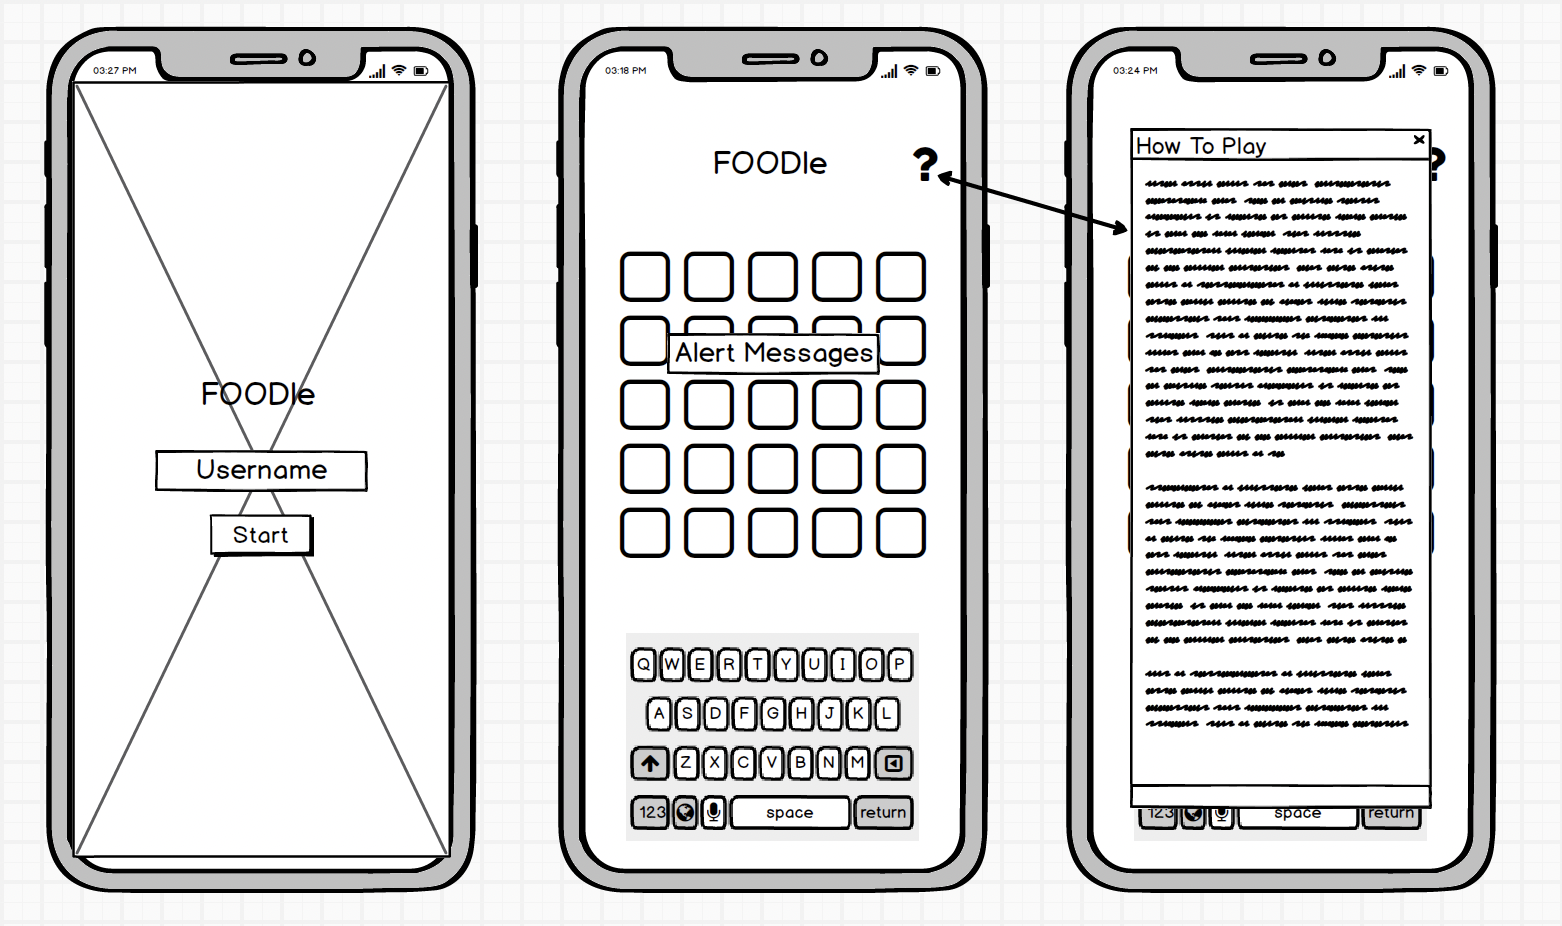 03:27 PM
FOODle
Username
Start
03:18 PM
FOODle
?
Alert Messages
Q W E R T Y U I O P
A S D F G H J K L
Z X C V B N M
123 space return
03:24 PM
How To Play
?
123 space return